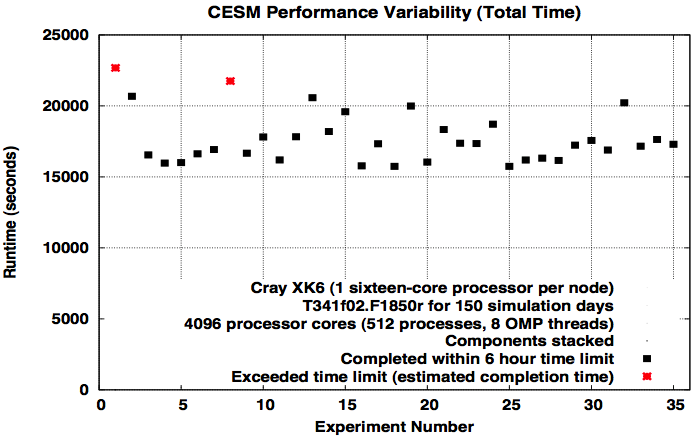 CESM Performance Variability (Total Time)
25000
20000
15000
10000
5000
0
Runtime (seconds)
Cray XK6 (1 sixteen-core processor per node)
T341f02.F1850r for 150 simulation days
4096 processor cores (512 processes, 8 OMP threads)
Components stacked
Completed within 6 hour time limit
Exceeded time limit (estimated completion time)
0 5 10 15 20 25 30 35
Experiment Number